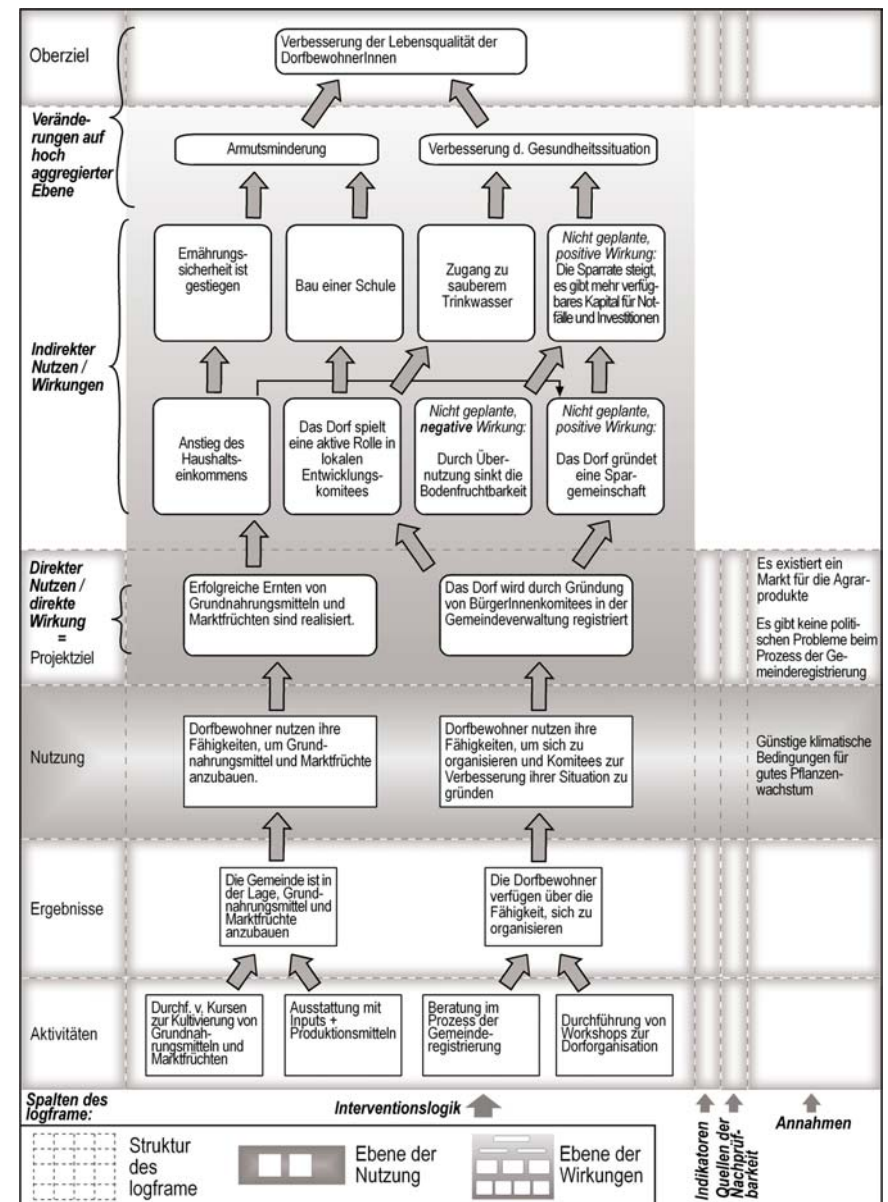 Oberziel
Verbesserung der Lebensqualität der
DorfbewohnerInnen
Verände-
rungen auf
hoch
aggregierter
Ebene
Armutsminderung
Verbesserung d. Gesundheitssituation
Indirekter
Nutzen /
Wirkungen
Ernährungs-
sicherheit ist
gestiegen
Bau einer Schule
Zugang zu
sauberem
Trinkwasser
Nicht geplante,
positive Wirkung:
Die Sparrate steigt,
es gibt mehr verfüg-
bares Kapital für Not-
fälle und Investitionen
Anstieg des
Haushalts-
einkommens
Das Dorf spielt
eine aktive Rolle in
lokalen
Entwicklungs-
komitees
Nicht geplante,
negative Wirkung:
Durch Über-
nutzung sinkt die
Bodenfruchtbarkeit
Nicht geplante,
positive Wirkung:
Das Dorf gründet
eine Spar-
gemeinschaft
Direkter
Nutzen /
direkte
Wirkung
=
Projektziel
Erfolgreiche Ernten von
Grundnahrungsmitteln und
Marktfrüchten sind realisiert.
Das Dorf wird durch Gründung
von BürgerInnenkomitees in der
Gemeindeverwaltung registriert
Es existiert ein
Markt für die Agrar-
produkte
Es gibt keine politi-
schen Probleme beim
Prozess der Ge-
meinderegistrierung
Nutzung
Dorfbewohner nutzen ihre
Fähigkeiten, um Grund-
nahrungsmittel und Marktfrüchte
anzubauen.
Dorfbewohner nutzen ihre
Fähigkeiten, um sich zu
organisieren und Komitees zur
Verbesserung ihrer Situation zu
gründen
Günstige klimatische
Bedingungen für
gutes Pflanzen-
wachstum
Ergebnisse
Die Gemeinde ist in
der Lage, Grund-
nahrungsmittel und
Marktfrüchte
anzubauen
Die Dorfbewohner
verfügen über die
Fähigkeit, sich zu
organisieren
Aktivitäten
Durchf. v. Kursen
zur Kultivierung von
Grundnah-
rungsmitteln und
Marktfrüchten
Ausstattung mit
Inputs +
Produktionsmitteln
Beratung im
Prozess der
Gemeinde-
registrierung
Durchführung von
Workshops zur
Dorforganisation
Spalten des
logframe:
Interventionslogik
Indikatoren
Quellen der
Nachprüf-
barkeit
Annahmen
Struktur
des
logframe
Ebene der
Nutzung
Ebene der
Wirkungen